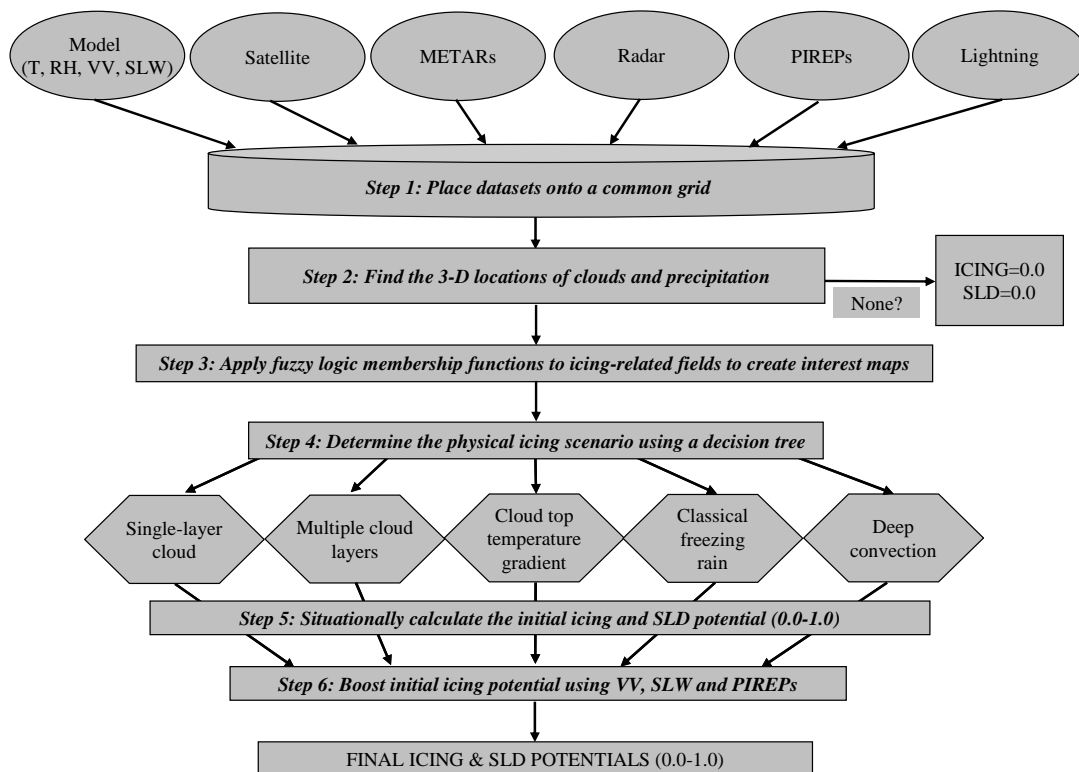 Model
(T, RH, VV, SLW)
Satellite
METARs
Radar
PIREPs
Lightning
Step 1: Place datasets onto a common grid
Step 2: Find the 3-D locations of clouds and precipitation
None?
ICING=0.0
SLD=0.0
Step 3: Apply fuzzy logic membership functions to icing-related fields to create interest maps
Step 4: Determine the physical icing scenario using a decision tree
Single-layer
cloud
Multiple cloud
layers
Cloud top
temperature
gradient
Classical
freezing
rain
Deep
convection
Step 5: Situationally calculate the initial icing and SLD potential (0.0-1.0)
Step 6: Boost initial icing potential using VV, SLW and PIREPs
FINAL ICING & SLD POTENTIALS (0.0-1.0)